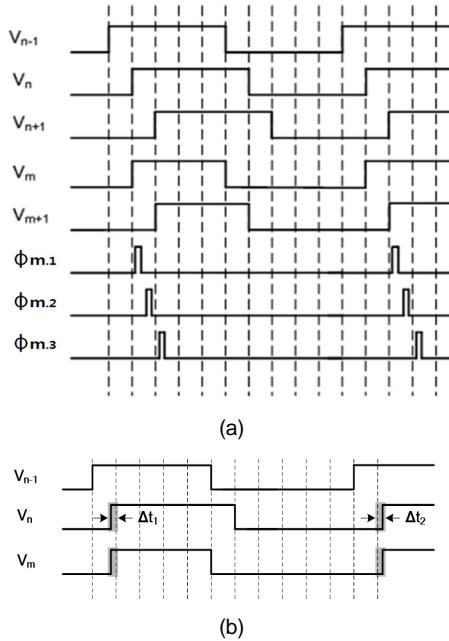 Vn-1
Vn
Vn+1
Vm
Vm+1
Φm.1
Φm.2
Φm.3
(a)
Vn-1
Vn Δt1 Δt2
Vm
(b)